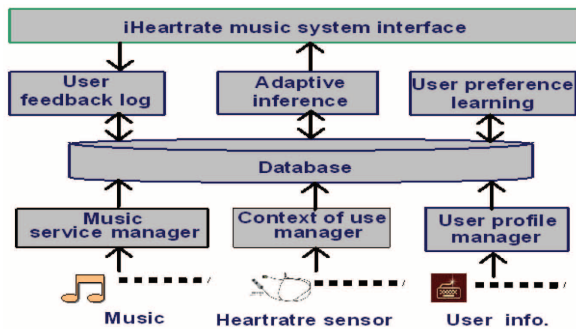 iHeartrate music system interface
User
feedback log
Adaptive
inference
User preference
learning
Database
Music
service manager
Context of use
manager
User profile
manager
Music
Heartratre sensor
User info.